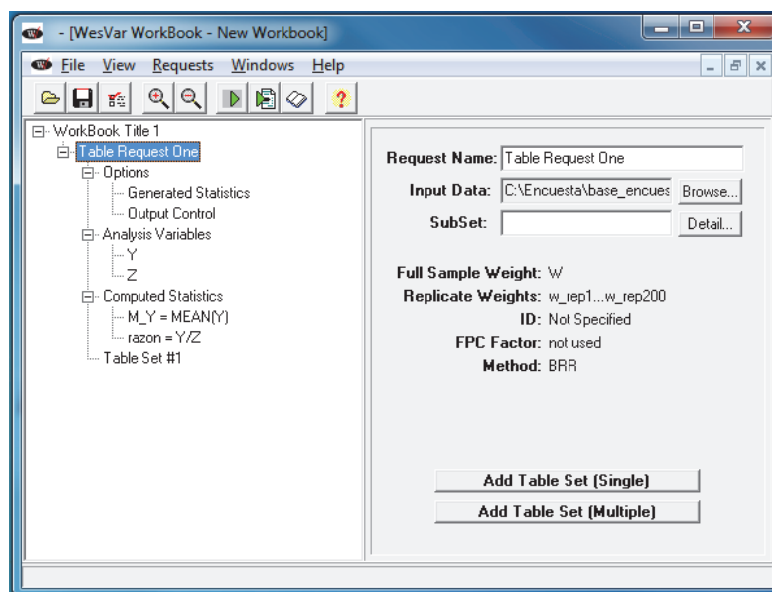 - [WesVar WorkBook - New Workbook]
File View Requests Windows Help
WorkBook Title 1
Table Request One
Options
Generated Statistics
Output Control
Analysis Variables
Y
Z
Computed Statistics
M_Y = MEAN(Y)
razon = Y/Z
Table Set #1
Request Name: Table Request One
Input Data: C:\Encuesta\base_encues Browse...
SubSet: Detail...
Full Sample Weight: W
Replicate Weights: w_rep1...w_rep200
ID: Not Specified
FPC Factor: not used
Method: BRR
Add Table Set (Single)
Add Table Set (Multiple)